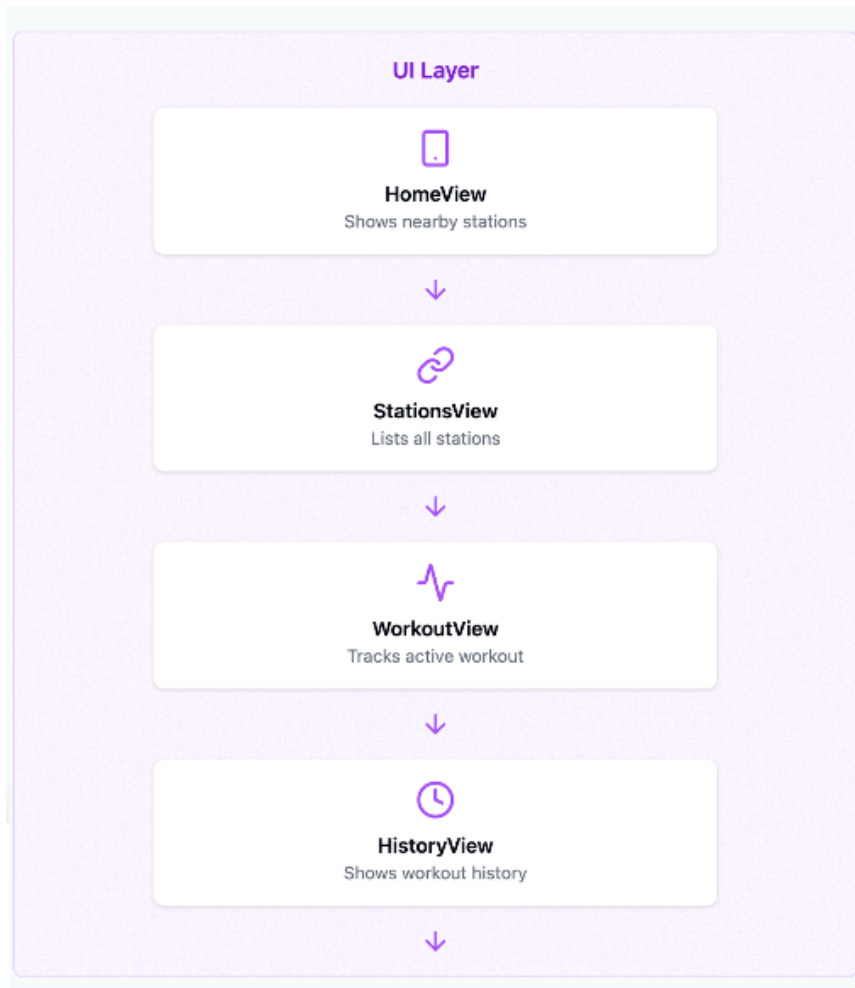 UI Layer
HomeView
Shows nearby stations
StationsView
Lists all stations
WorkoutView
Tracks active workout
HistoryView
Shows workout history